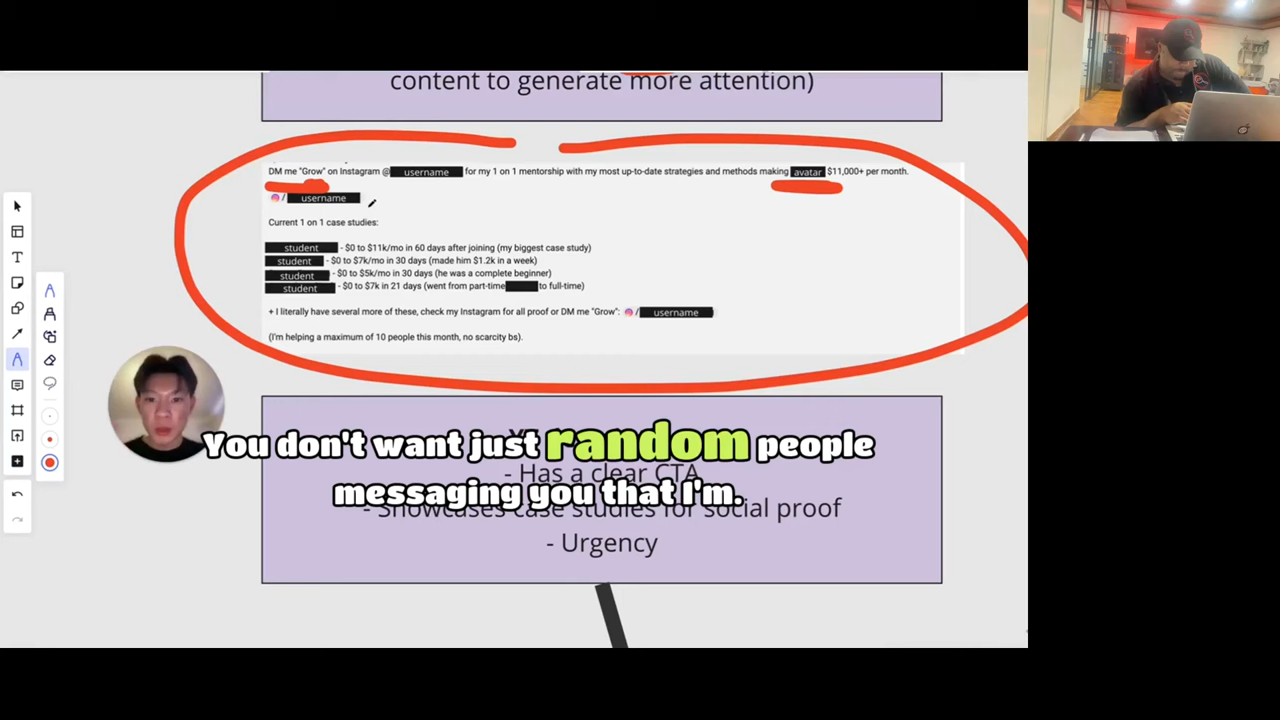 content to generate more attention)
DM me "Grow" on Instagram @ username for my 1 on 1 mentorship with my most up-to-date strategies and methods making avatar $11,000+ per month.
/ username
Current 1 on 1 case studies:
student - $0 to $11k/mo in 60 days after joining (my biggest case study)
student - $0 to $7k/mo in 30 days (made him $1.2k in a week)
student - $0 to $5k/mo in 30 days (he was a complete beginner)
student - $0 to $7k in 21 days (went from part-time to full-time)
+ I literally have several more of these, check my Instagram for all proof or DM me "Grow": / username
(I'm helping a maximum of 10 people this month, no scarcity bs).
You don't want just random people
- Has a clear CTA
messaging you that I'm.
- Showcases case studies for social proof
- Urgency